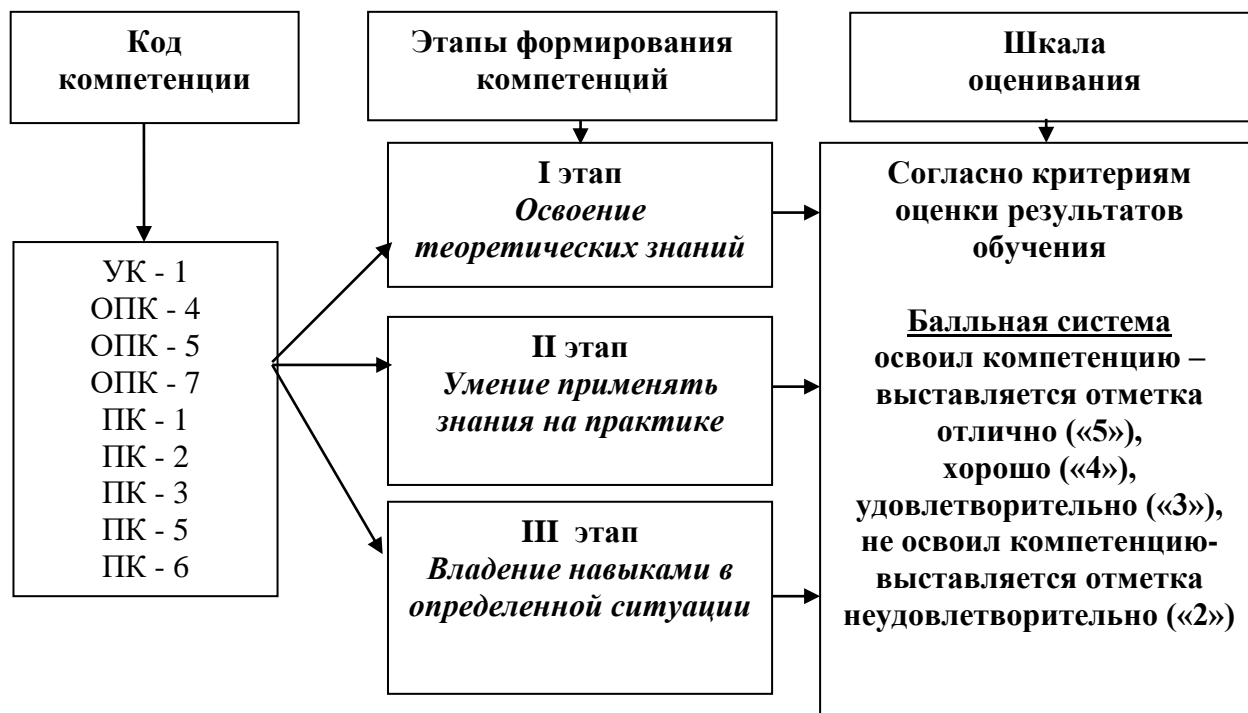 Код
компетенции
Этапы формирования
компетенций
Шкала
оценивания
УК - 1
ОПК - 4
ОПК - 5
ОПК - 7
ПК - 1
ПК - 2
ПК - 3
ПК - 5
ПК - 6
I этап
Освоение
теоретических знаний
II этап
Умение применять
знания на практике
III этап
Владение навыками в
определенной ситуации
Согласно критериям
оценки результатов
обучения
Балльная система
освоил компетенцию –
выставляется отметка
отлично («5»),
хорошо («4»),
удовлетворительно («3»),
не освоил компетенцию-
выставляется отметка
неудовлетворительно («2»)